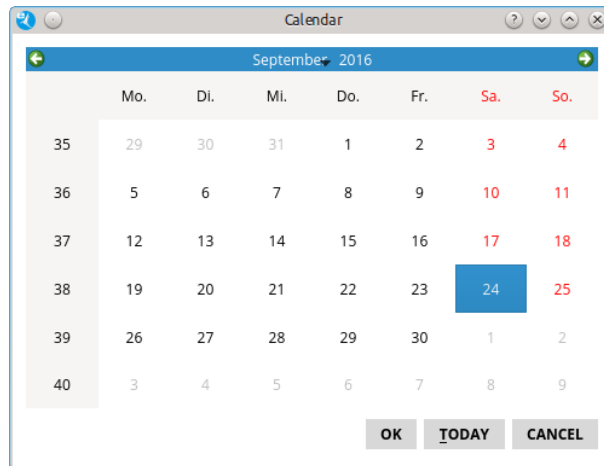 Calendar
September 2016
Mo. Di. Mi. Do. Fr. Sa. So.
35 29 30 31 1 2 3 4
36 5 6 7 8 9 10 11
37 12 13 14 15 16 17 18
38 19 20 21 22 23 24 25
39 26 27 28 29 30 1 2
40 3 4 5 6 7 8 9
OK TODAY CANCEL